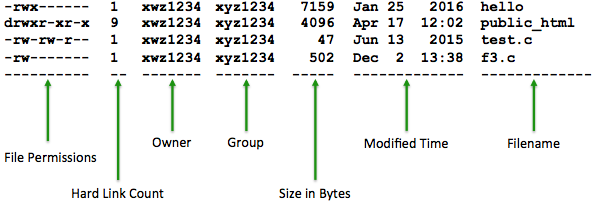 -rwx------ 1 xwz1234 xyz1234 7159 Jan 25 2016 hello
drwxr-xr-x 9 xwz1234 xyz1234 4096 Apr 17 12:02 public_html
-rw-rw-r-- 1 xwz1234 xyz1234 47 Jun 13 2015 test.c
-rw------- 1 xwz1234 xyz1234 502 Dec 2 13:38 f3.c
---------- -- ------- ------- ----- ------------ ------------
Owner Group Modified Time Filename
File Permissions
Hard Link Count Size in Bytes